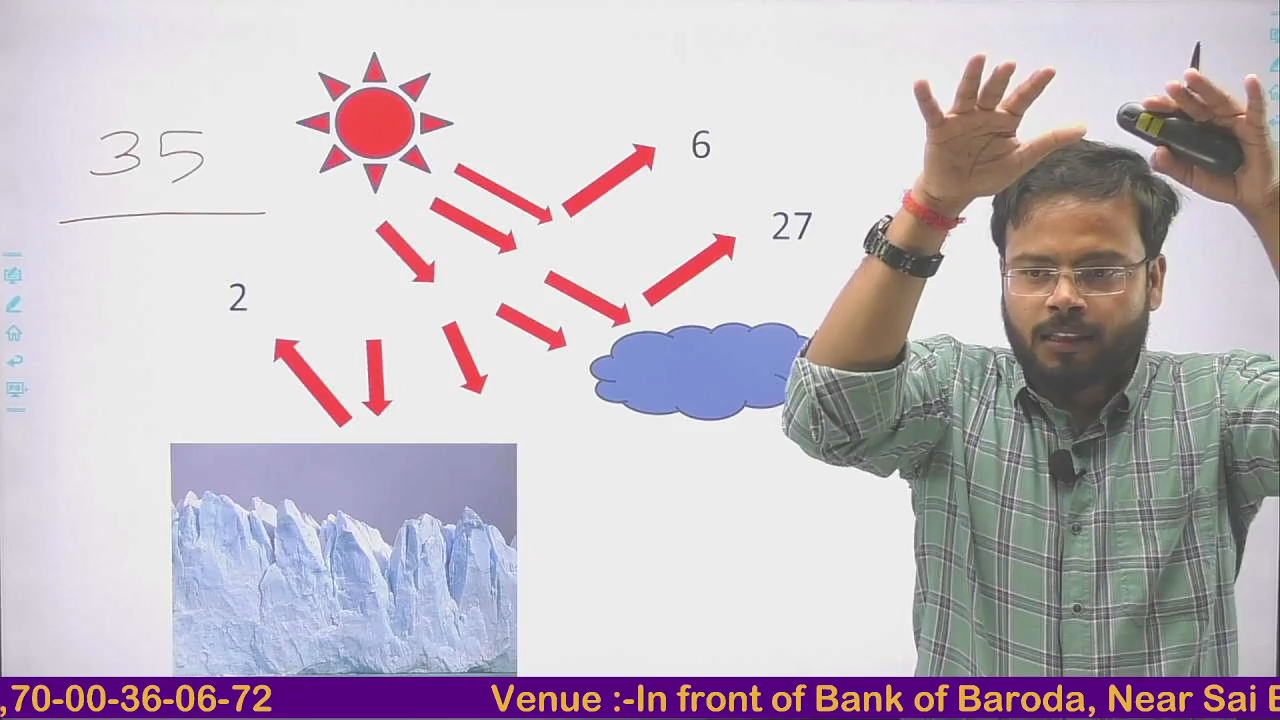 35
6
27
2
,70-00-36-06-72 Venue :-In front of Bank of Baroda, Near Sai